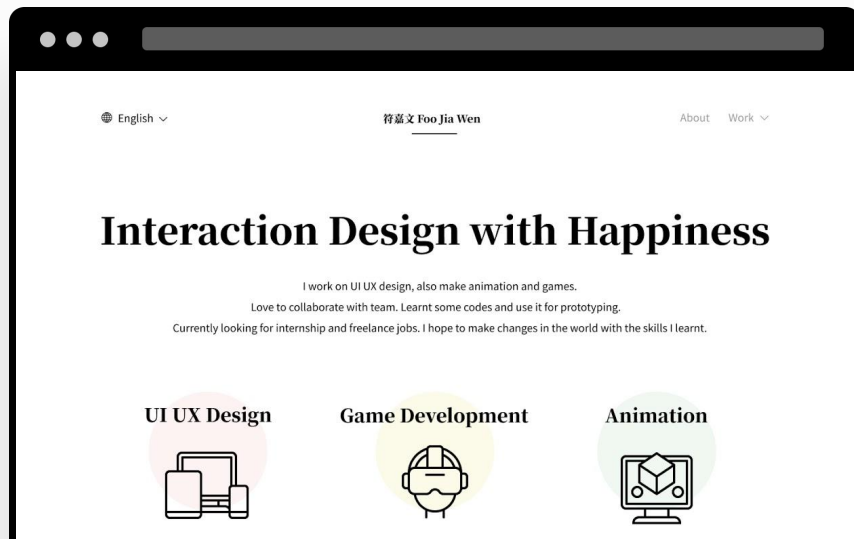 English
符嘉文 Foo Jia Wen
About
Work
Interaction Design with Happiness
I work on UI UX design, also make animation and games.
Love to collaborate with team. Learnt some codes and use it for prototyping.
Currently looking for internship and freelance jobs. I hope to make changes in the world with the skills I learnt.
UI UX Design
Game Development
Animation